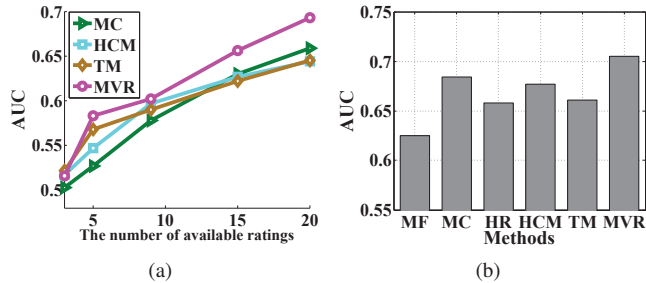 0.7
0.65
0.6
0.55
0.5
AUC
MC
HCM
TM
MVR
5 10 15 20
The number of available ratings
(a)
0.75
0.7
0.65
0.6
0.55
AUC
MF MC HR HCM TM MVR
Methods
(b)